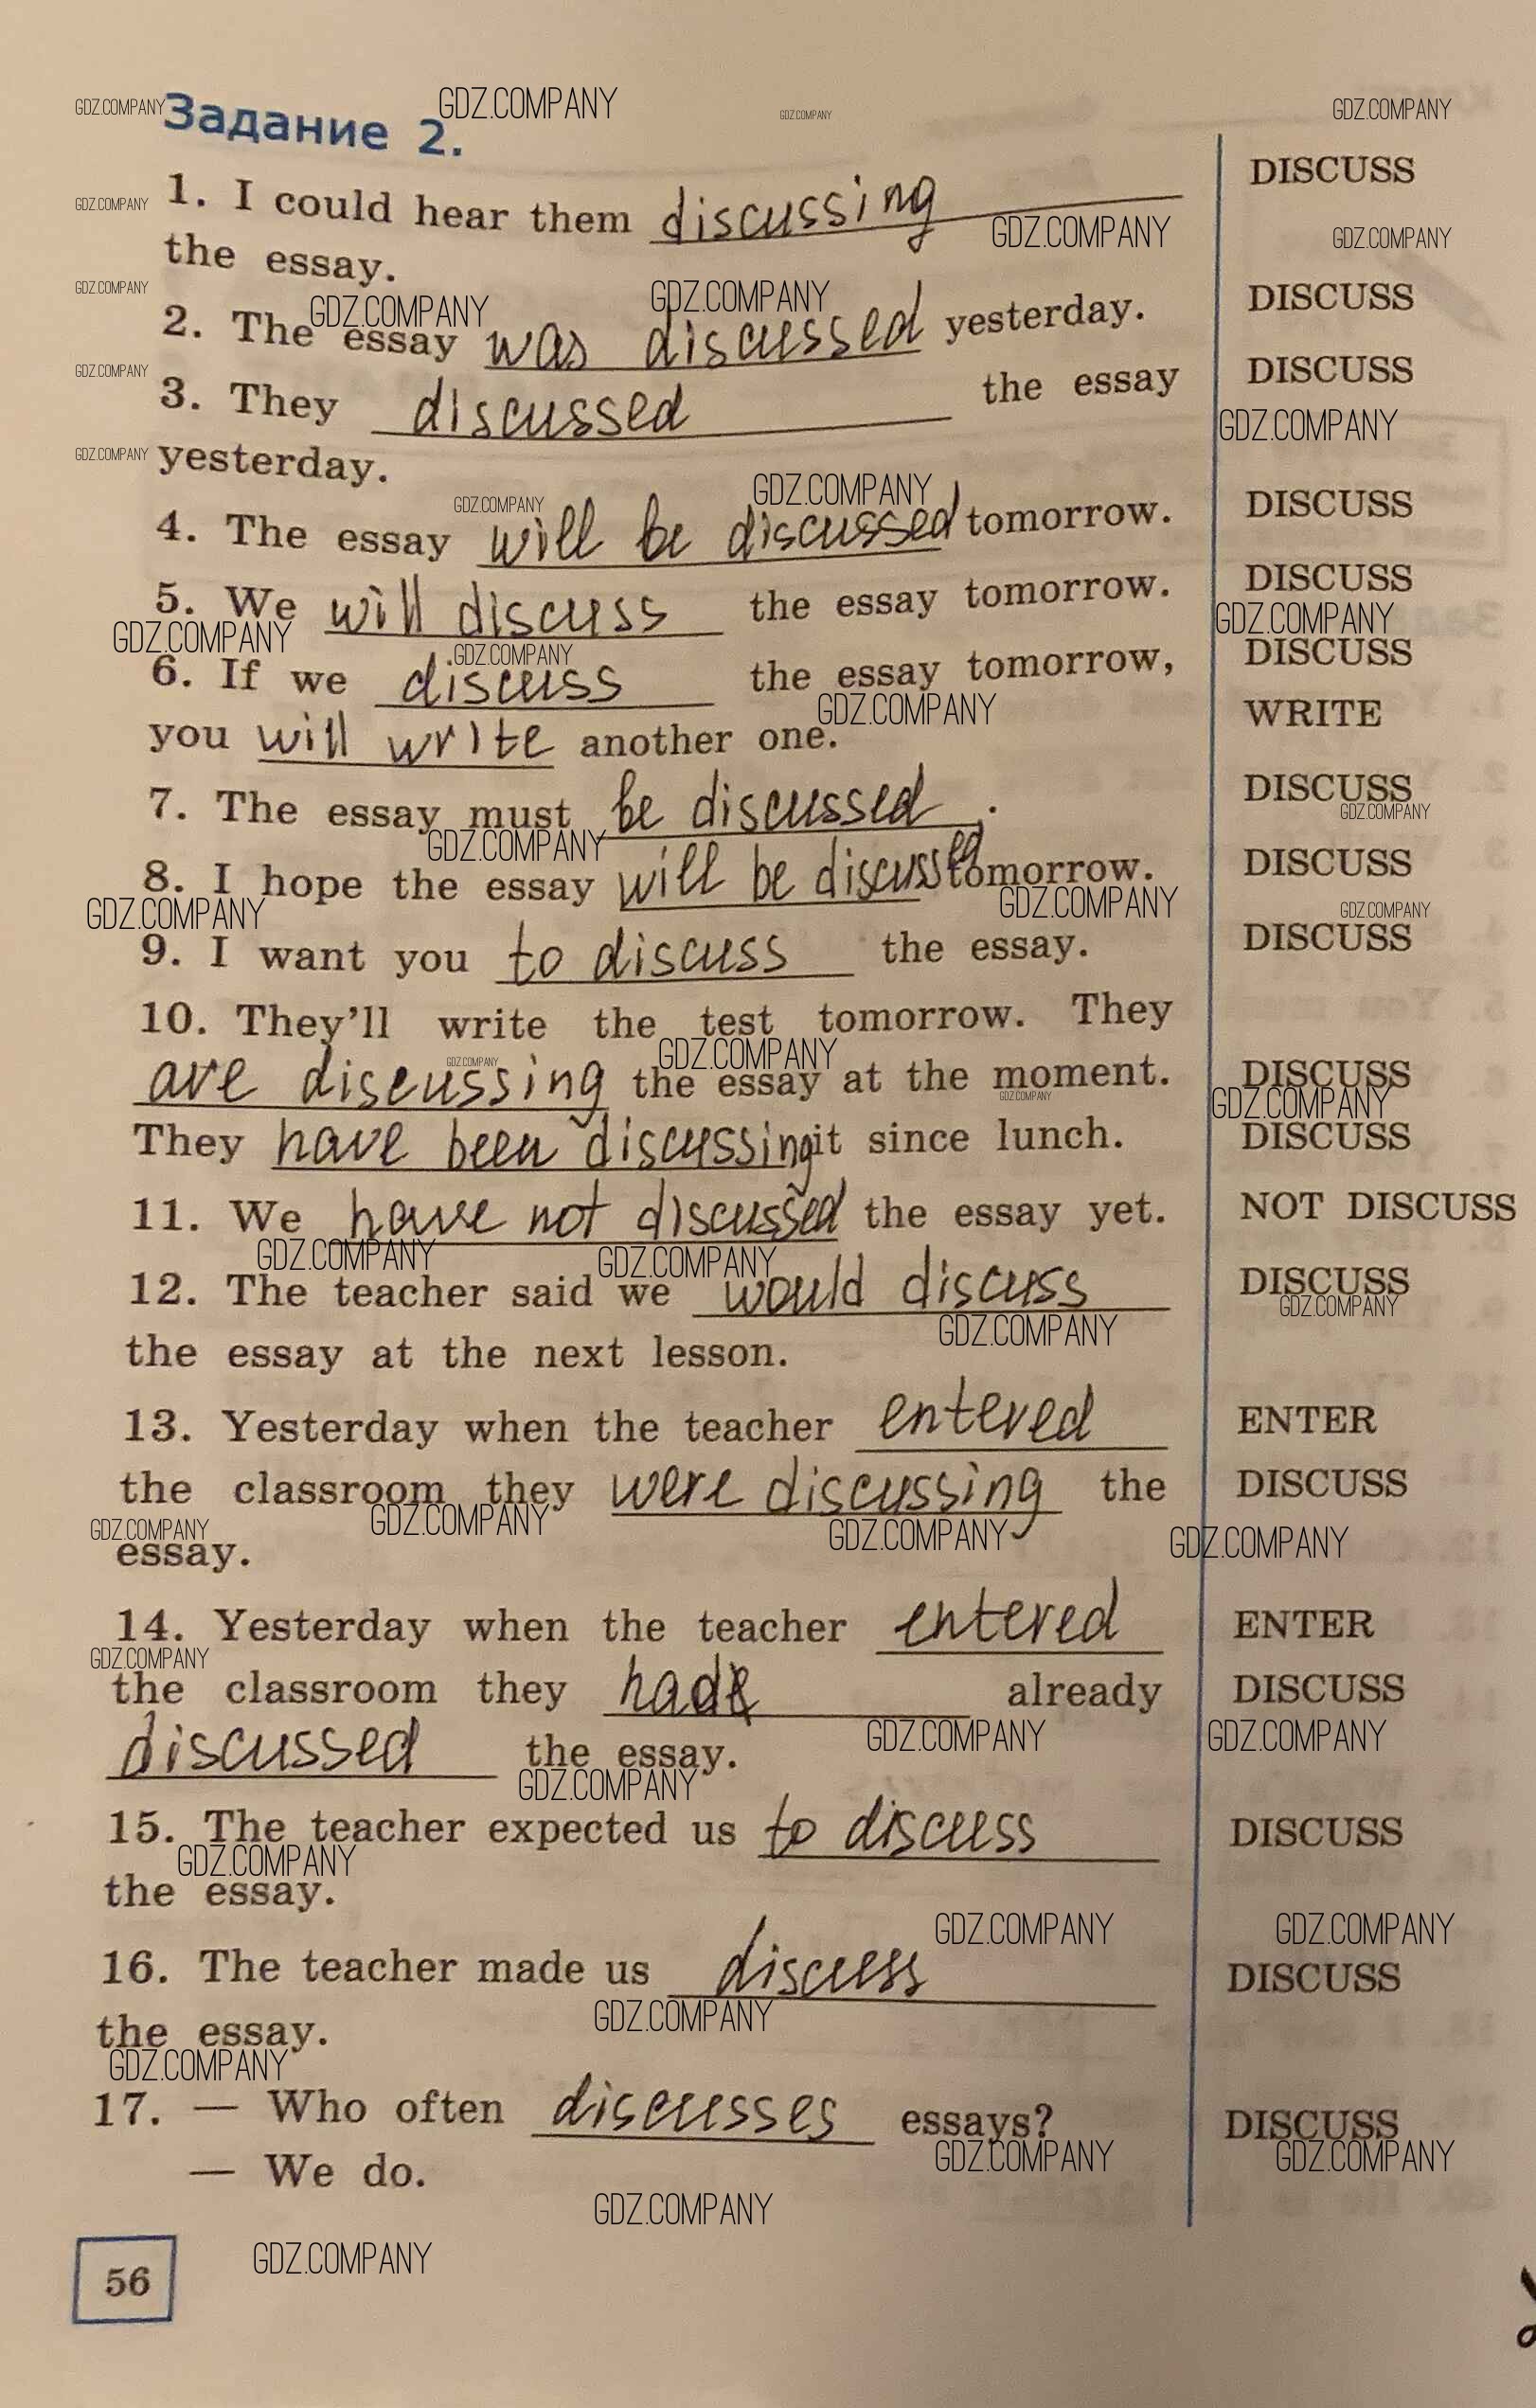 Задание 2.
1. I could hear them discussing DISCUSS
the essay.
2. The essay was discussed yesterday. DISCUSS
3. They discussed the essay DISCUSS
yesterday.
4. The essay will be discussed tomorrow. DISCUSS
5. We will discuss the essay tomorrow. DISCUSS
6. If we discuss the essay tomorrow, DISCUSS
you will write another one. WRITE
7. The essay must be discussed. DISCUSS
8. I hope the essay will be discussed tomorrow. DISCUSS
9. I want you to discuss the essay. DISCUSS
10. They'll write the test tomorrow. They
are discussing the essay at the moment. DISCUSS
They have been discussing it since lunch. DISCUSS
11. We have not discussed the essay yet. NOT DISCUSS
12. The teacher said we would discuss DISCUSS
the essay at the next lesson.
13. Yesterday when the teacher entered ENTER
the classroom they were discussing the DISCUSS
essay.
14. Yesterday when the teacher entered ENTER
the classroom they had already DISCUSS
discussed the essay.
15. The teacher expected us to discuss DISCUSS
the essay.
16. The teacher made us discuss DISCUSS
the essay.
17. — Who often discusses essays? DISCUSS
— We do.
56
GDZ.COMPANY